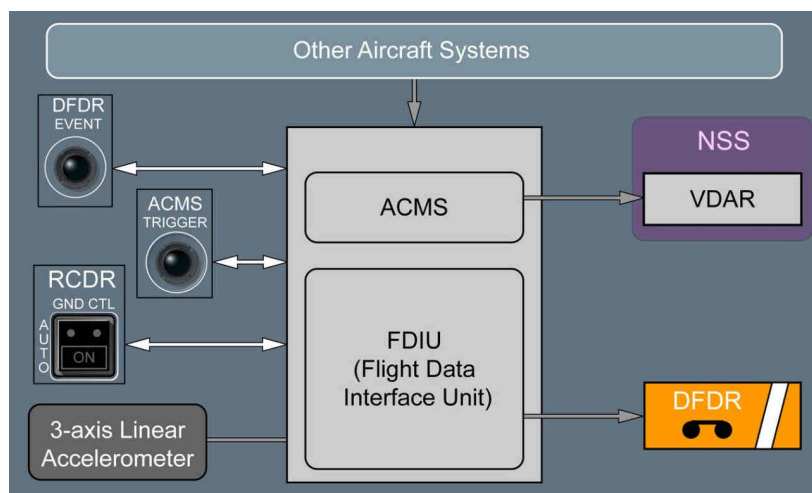 Other Aircraft Systems
DFDR
EVENT
ACMS
TRIGGER
RCDR
GND CTL
AUTO
ON
3-axis Linear
Accelerometer
ACMS
FDIU
(Flight Data
Interface Unit)
NSS
VDAR
DFDR